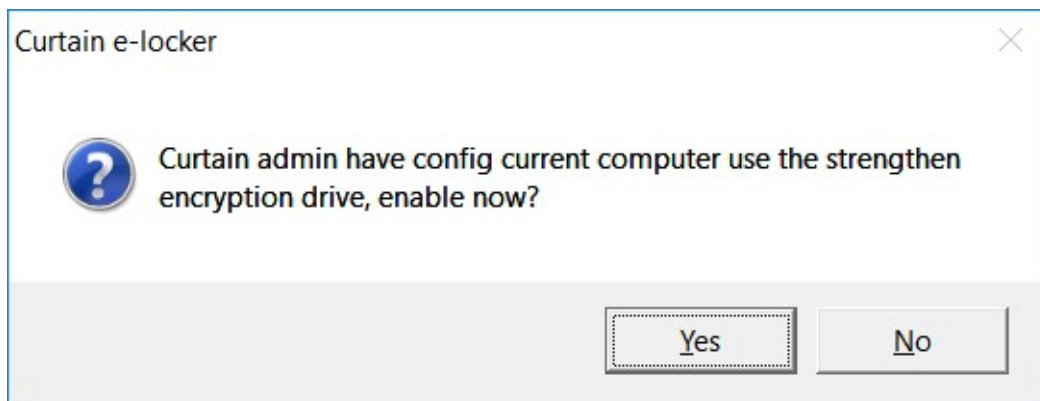 Curtain e-locker
Curtain admin have config current computer use the strengthen
encryption drive, enable now?
Yes
No